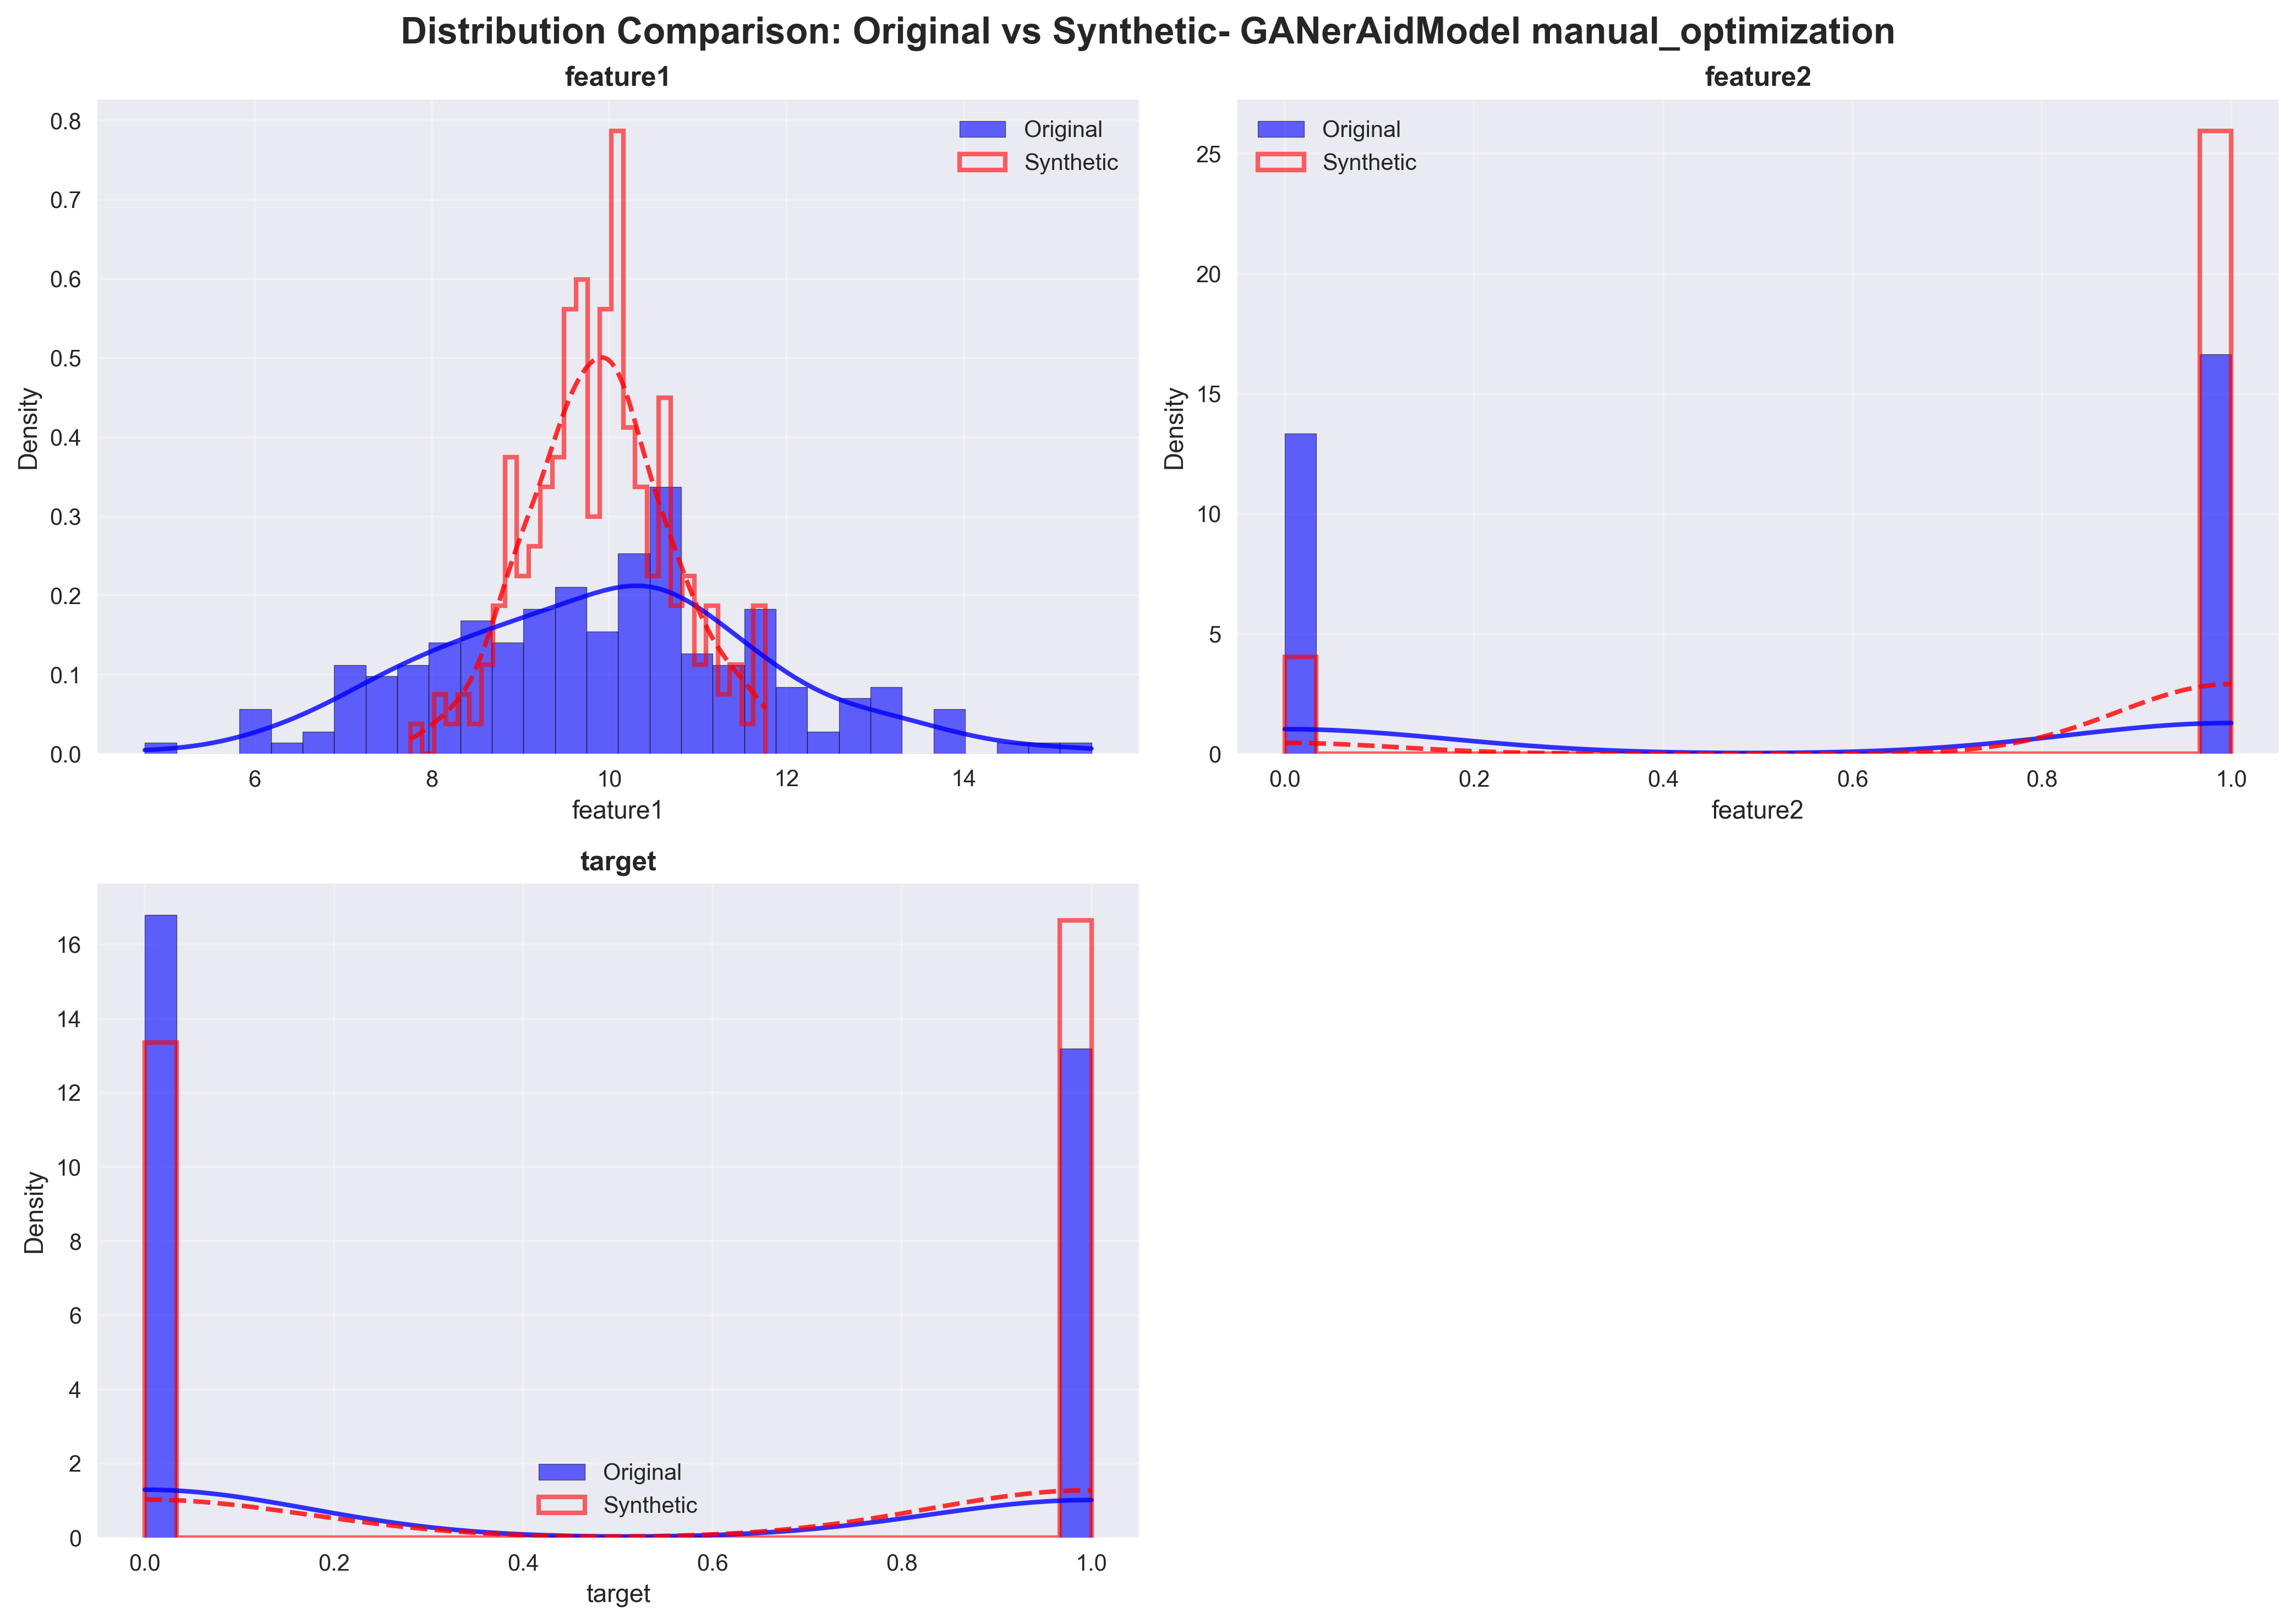 Distribution Comparison: Original vs Synthetic- GANerAidModel manual_optimization
feature1
Original
Synthetic
Density
0.8
0.7
0.6
0.5
0.4
0.3
0.2
0.1
0.0
6 8 10 12 14
feature1
feature2
Original
Synthetic
Density
25
20
15
10
5
0
0.0 0.2 0.4 0.6 0.8 1.0
feature2
target
Density
16
14
12
10
8
6
4
2
0
Original
Synthetic
0.0 0.2 0.4 0.6 0.8 1.0
target